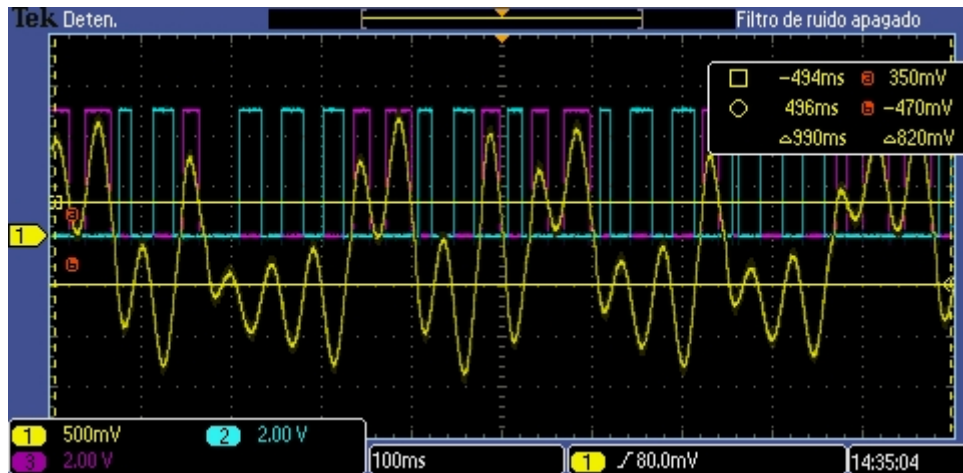 Tek Deten. Filtro de ruido apagado
−494ms a 350mV
496ms b −470mV
△990ms △820mV
a
1
b
1 500mV 2 2.00 V
3 2.00 V 100ms 1 80.0mV 14:35:04